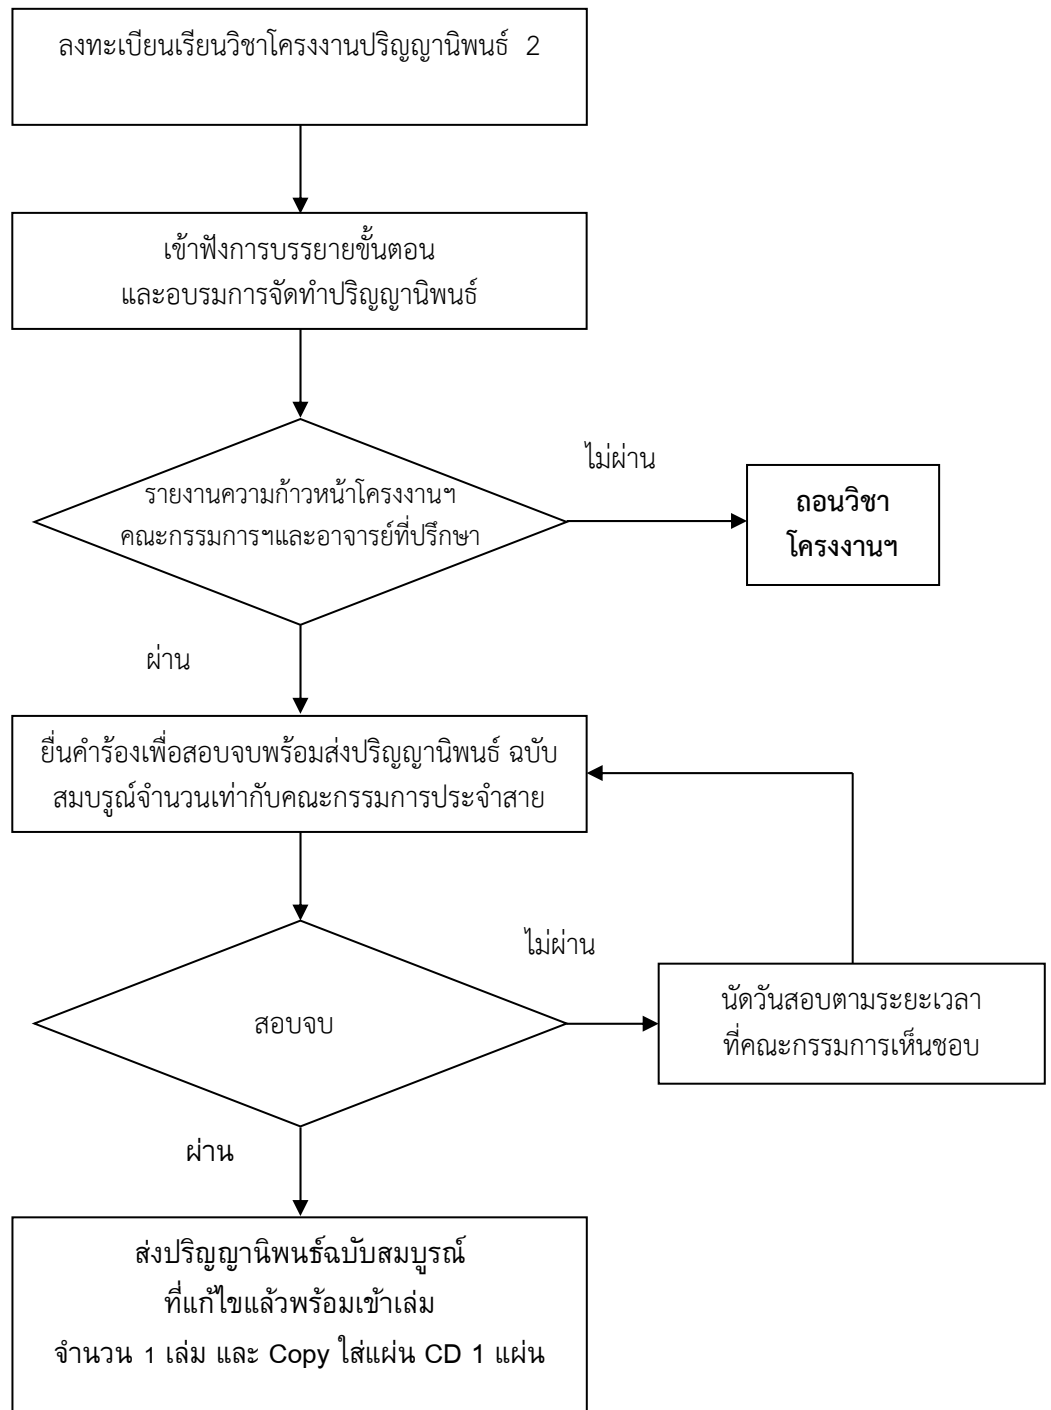 ลงทะเบียนเรียนวิชาโครงงานปริญญานิพนธ์ 2
เข้าฟังการบรรยายขั้นตอน
และอบรมการจัดทำปริญญานิพนธ์
ไม่ผ่าน
รายงานความก้าวหน้าโครงงานฯ
คณะกรรมการฯและอาจารย์ที่ปรึกษา
ถอนวิชา
โครงงานฯ
ผ่าน
ยื่นคำร้องเพื่อสอบจบพร้อมส่งปริญญานิพนธ์ ฉบับ
สมบรูณ์จำนวนเท่ากับคณะกรรมการประจำสาย
ไม่ผ่าน
สอบจบ
นัดวันสอบตามระยะเวลา
ที่คณะกรรมการเห็นชอบ
ผ่าน
ส่งปริญญานิพนธ์ฉบับสมบูรณ์
ที่แก้ไขแล้วพร้อมเข้าเล่ม
จำนวน 1 เล่ม และ Copy ใส่แผ่น CD 1 แผ่น